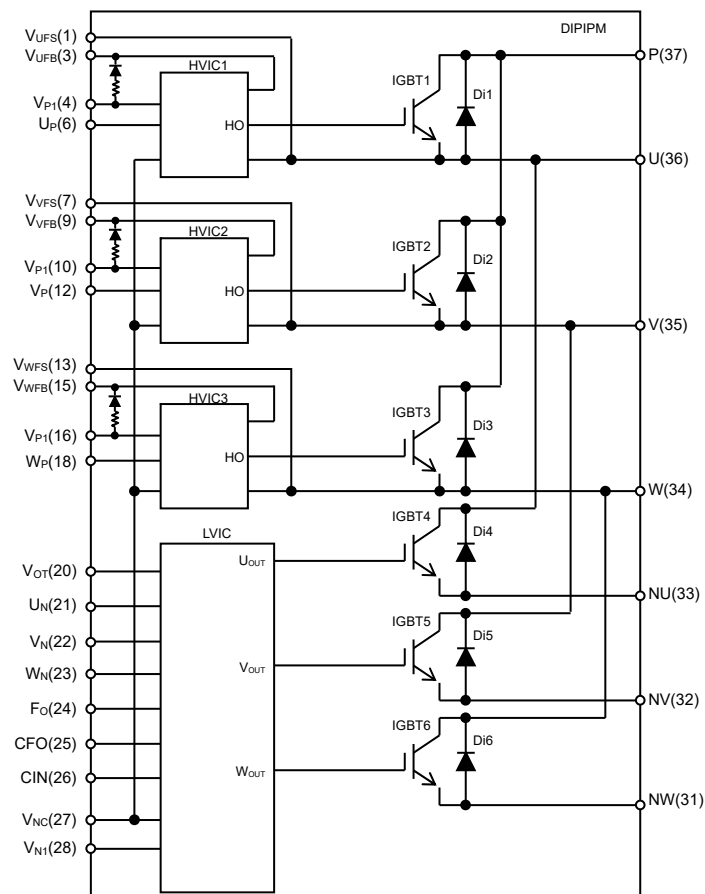 DIPIPM
VUFS(1)
VUFB(3)
VP1(4)
UP(6)
HVIC1
HO
IGBT1
Di1
P(37)
U(36)
VVFS(7)
VVFB(9)
VP1(10)
VP(12)
HVIC2
HO
IGBT2
Di2
V(35)
VWFS(13)
VWFB(15)
VP1(16)
WP(18)
HVIC3
HO
IGBT3
Di3
W(34)
LVIC
VOT(20)
UN(21)
VN(22)
WN(23)
FO(24)
CFO(25)
CIN(26)
VNC(27)
VN1(28)
UOUT
VOUT
WOUT
IGBT4
Di4
NU(33)
IGBT5
Di5
NV(32)
IGBT6
Di6
NW(31)